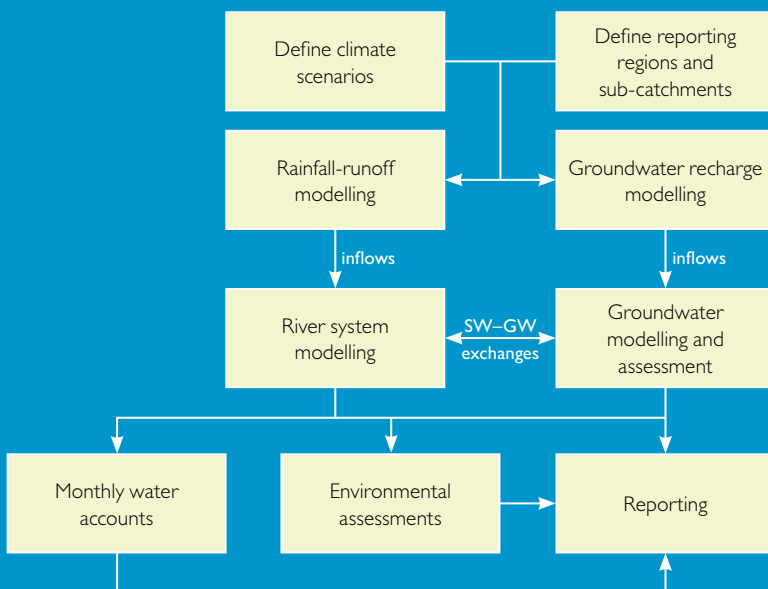 Define climate
scenarios
Define reporting
regions and
sub-catchments
Rainfall-runoff
modelling
Groundwater recharge
modelling
inflows
inflows
River system
modelling
SW–GW
exchanges
Groundwater
modelling and
assessment
Monthly water
accounts
Environmental
assessments
Reporting